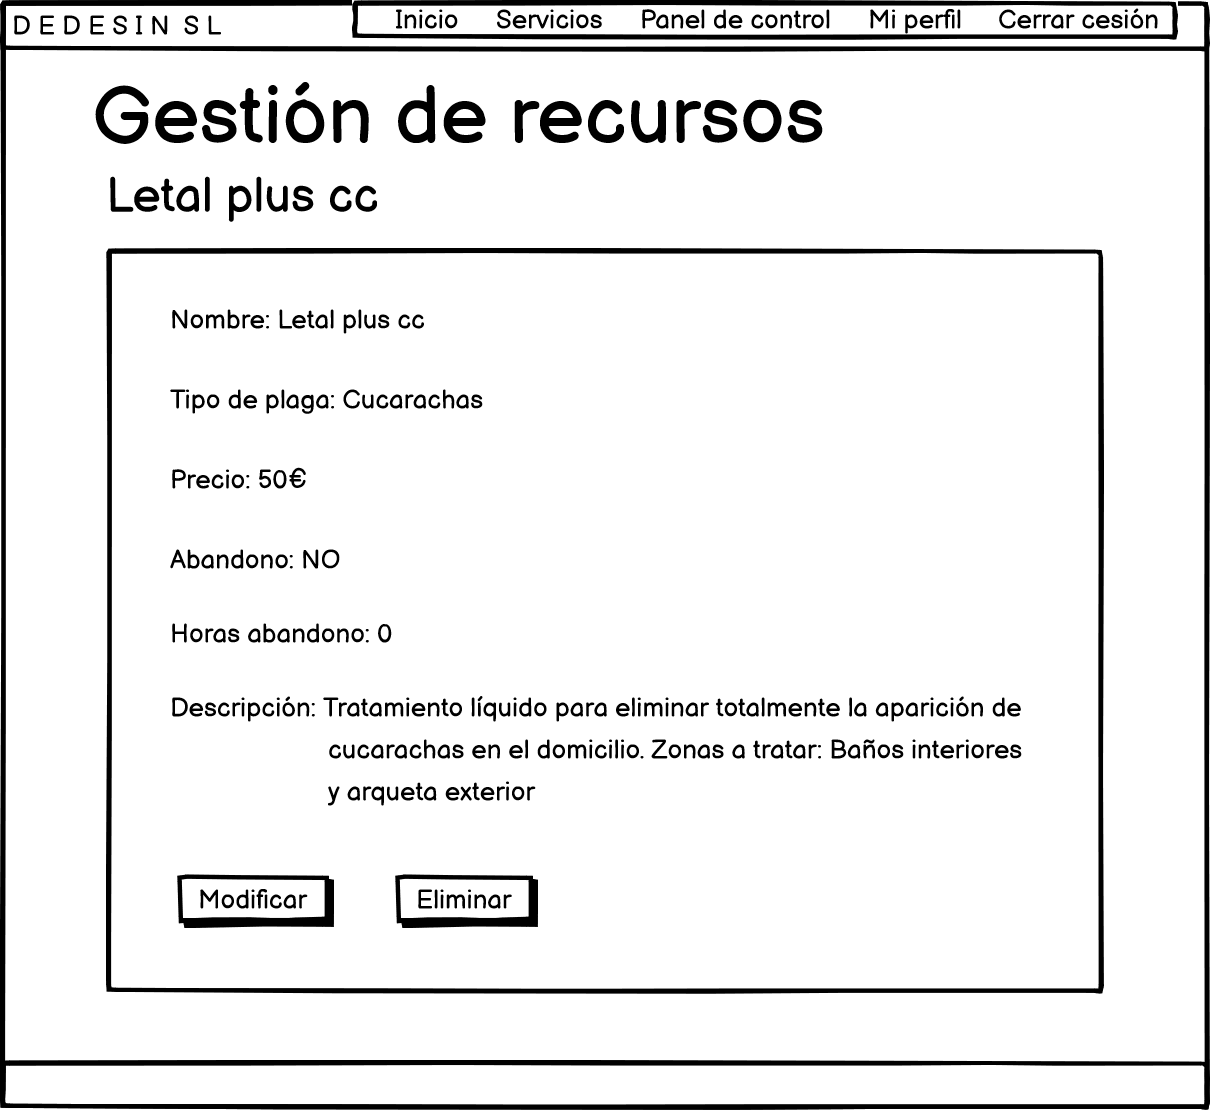 DEDESIN SL
Inicio Servicios Panel de control Mi perfil Cerrar cesión
Gestión de recursos
Letal plus cc
Nombre: Letal plus cc
Tipo de plaga: Cucarachas
Precio: 50€
Abandono: NO
Horas abandono: 0
Descripción: Tratamiento líquido para eliminar totalmente la aparición de
cucarachas en el domicilio. Zonas a tratar: Baños interiores
y arqueta exterior
Modificar Eliminar